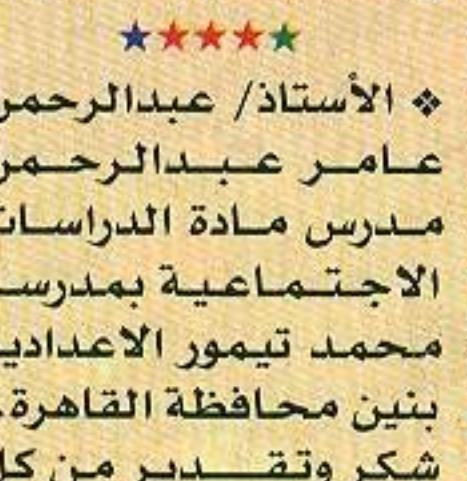 ❖ الأستاذ/ عبدالرحمن
عامر عبدالرحمن
مدرس مادة الدراسات
الاجتماعية بمدرسة
محمد تيمور الاعدادية
بنين محافظة القاهرة.
شكر وتقدير من كل